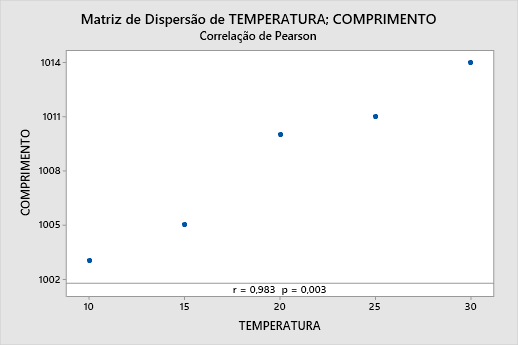 Matriz de Dispersão de TEMPERATURA; COMPRIMENTO
Correlação de Pearson
COMPRIMENTO
1014
1011
1008
1005
1002
r = 0,983 p = 0,003
10 15 20 25 30
TEMPERATURA